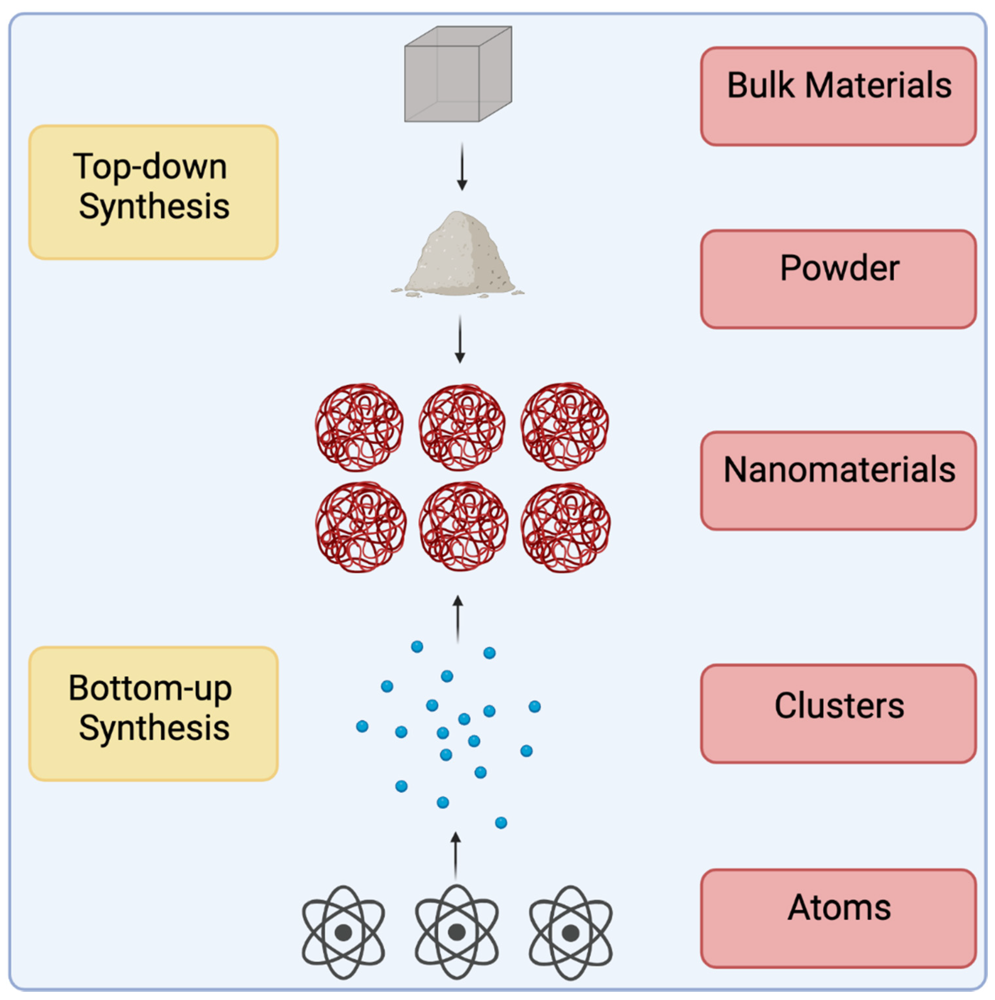 Bulk Materials
Top-down
Synthesis
Powder
Nanomaterials
Bottom-up
Synthesis
Clusters
Atoms